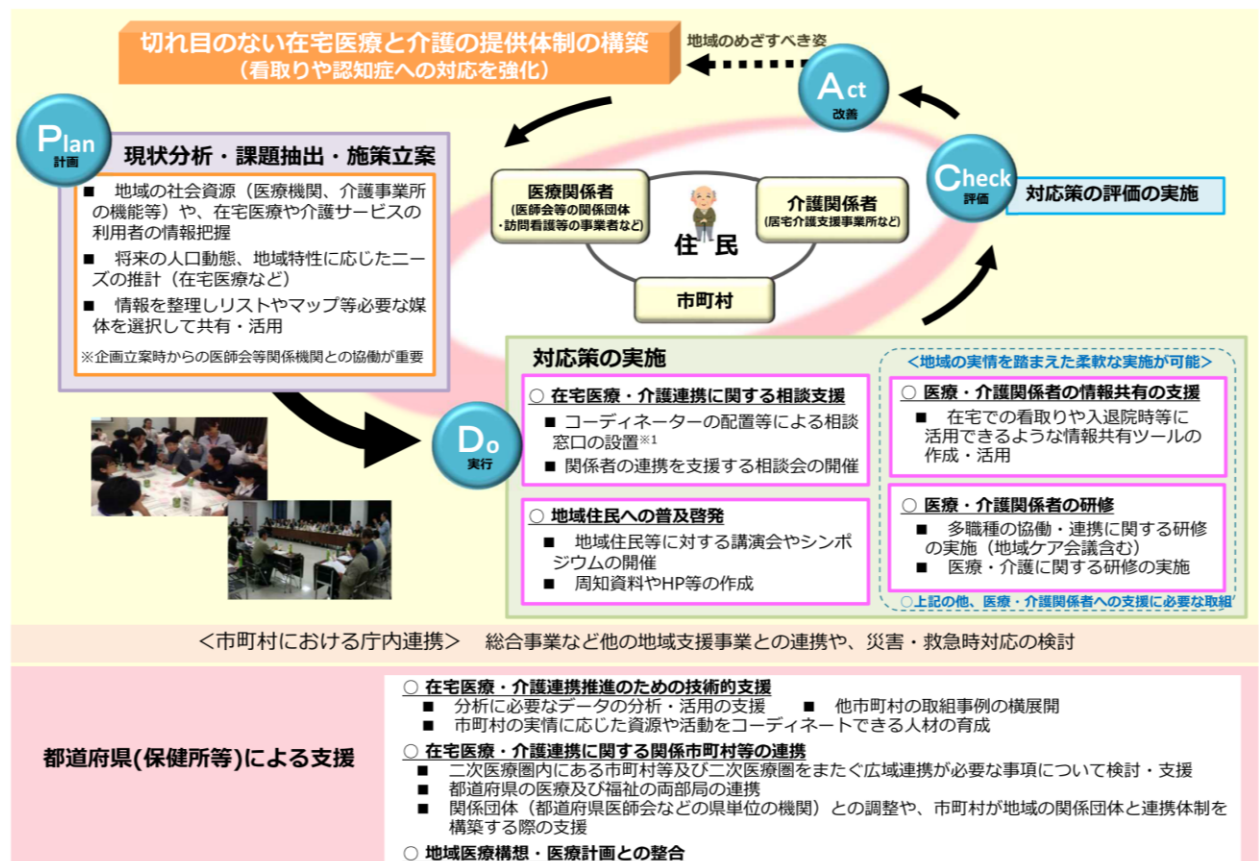 切れ目のない在宅医療と介護の提供体制の構築
（看取りや認知症への対応を強化）
地域のめざすべき姿
Act
改善
Plan
計画
現状分析・課題抽出・施策立案
■ 地域の社会資源（医療機関、介護事業所
の機能等）や、在宅医療や介護サービスの
利用者の情報把握
■ 将来の人口動態、地域特性に応じたニー
ズの推計（在宅医療など）
■ 情報を整理しリストやマップ等必要な媒
体を選択して共有・活用
※企画立案時からの医師会等関係機関との協働が重要
医療関係者
(医師会等の関係団体
・訪問看護等の事業者など)
介護関係者
(居宅介護支援事業所など)
住 民
市町村
Check
評価
対応策の評価の実施
Do
実行
対応策の実施
○ 在宅医療・介護連携に関する相談支援
■ コーディネーターの配置等による相談
窓口の設置※1
■ 関係者の連携を支援する相談会の開催
○ 地域住民への普及啓発
■ 地域住民等に対する講演会やシンポ
ジウムの開催
■ 周知資料やHP等の作成
＜地域の実情を踏まえた柔軟な実施が可能＞
○ 医療・介護関係者の情報共有の支援
■ 在宅での看取りや入退院時等に
活用できるような情報共有ツールの
作成・活用
○ 医療・介護関係者の研修
■ 多職種の協働・連携に関する研修
の実施（地域ケア会議含む）
■ 医療・介護に関する研修の実施
○上記の他、医療・介護関係者への支援に必要な取組
＜市町村における庁内連携＞ 総合事業など他の地域支援事業との連携や、災害・救急時対応の検討
都道府県(保健所等)による支援
○ 在宅医療・介護連携推進のための技術的支援
■ 分析に必要なデータの分析・活用の支援 ■ 他市町村の取組事例の横展開
■ 市町村の実情に応じた資源や活動をコーディネートできる人材の育成
○ 在宅医療・介護連携に関する関係市町村等の連携
■ 二次医療圏内にある市町村等及び二次医療圏をまたぐ広域連携が必要な事項について検討・支援
■ 都道府県の医療及び福祉の両部局の連携
■ 関係団体（都道府県医師会などの県単位の機関）との調整や、市町村が地域の関係団体と連携体制を
構築する際の支援
○ 地域医療構想・医療計画との整合